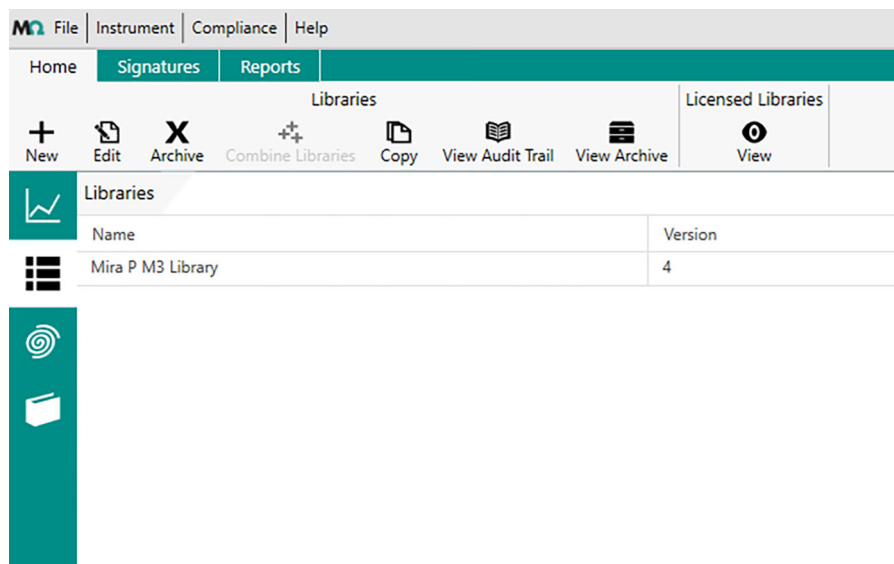 MΩ File Instrument Compliance Help
Home Signatures Reports
Libraries Licensed Libraries
New Edit Archive Combine Libraries Copy View Audit Trail View Archive View
Libraries
Name Version
Mira P M3 Library 4